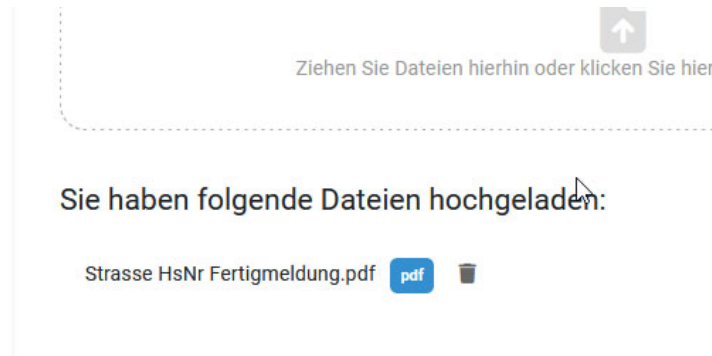 Ziehen Sie Dateien hierhin oder klicken Sie hier
Sie haben folgende Dateien hochgeladen:
Strasse HsNr Fertigmeldung.pdf pdf